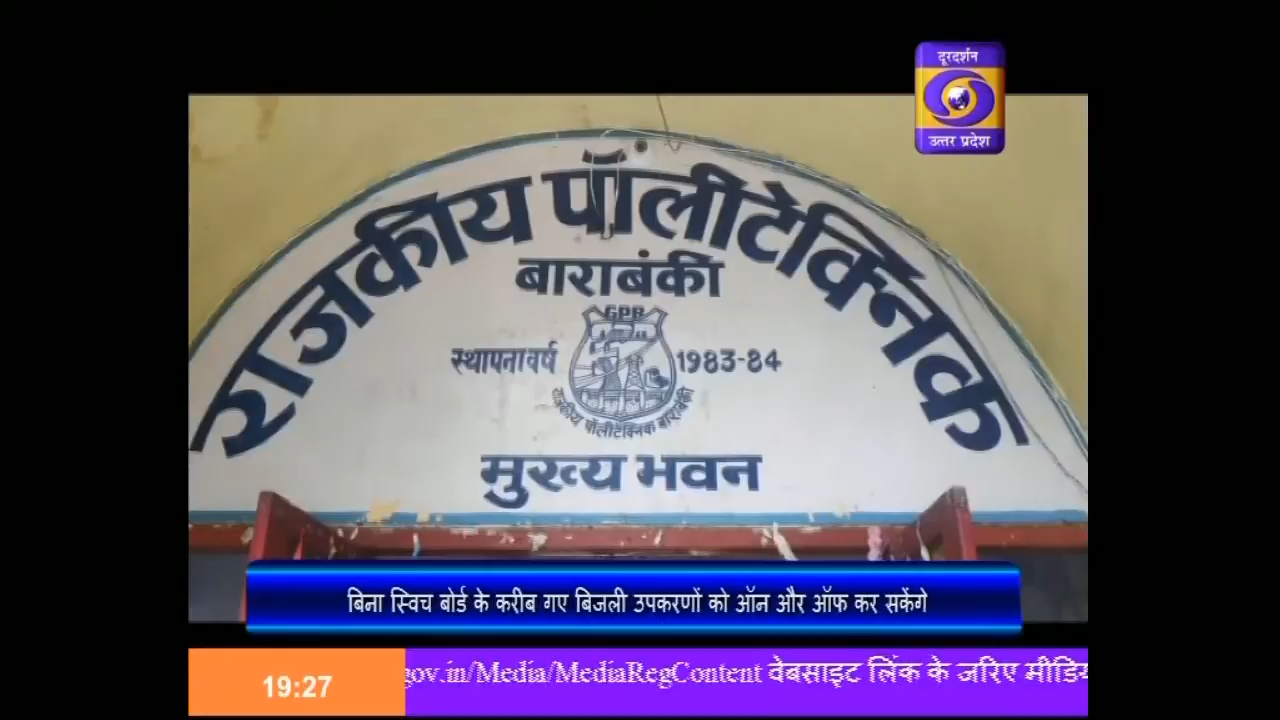 दूरदर्शन
उत्तर प्रदेश
राजकीय पॉलीटेक्निक
बाराबंकी
GPB
स्थापना वर्ष 1983-84
राजकीय पॉलीटेक्निक बाराबंकी
मुख्य भवन
बिना स्विच बोर्ड के करीब गए बिजली उपकरणों को ऑन और ऑफ कर सकेंगे
19:27 gov.in/Media/MediaRegContent वेबसाइट लिंक के जरिए मीडिय